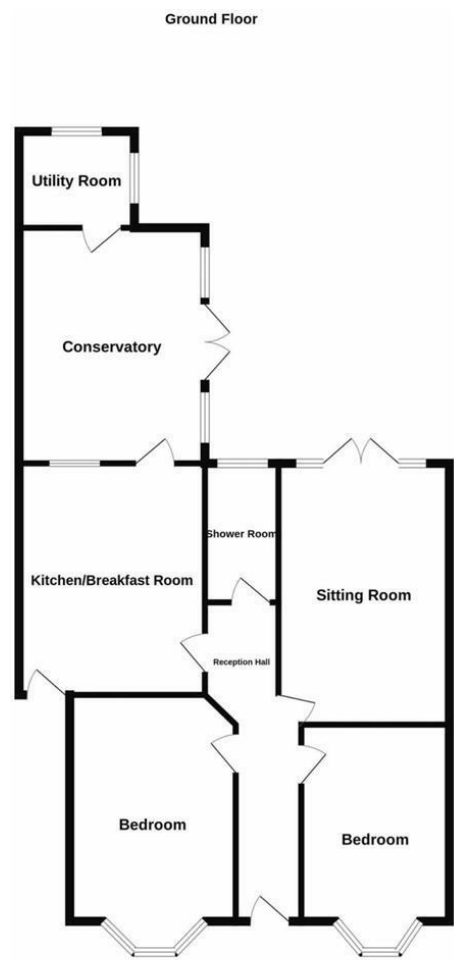 Ground Floor
Utility Room
Conservatory
Shower Room
Kitchen/Breakfast Room
Sitting Room
Reception Hall
Bedroom
Bedroom